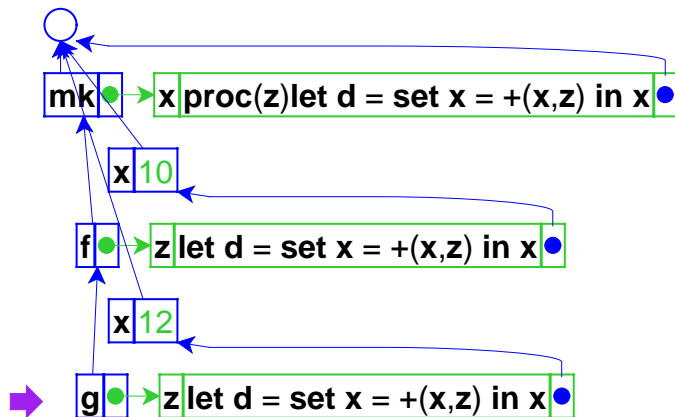 mk x proc(z)let d = set x = +(x,z) in x
x 10
f z let d = set x = +(x,z) in x
x 12
g z let d = set x = +(x,z) in x